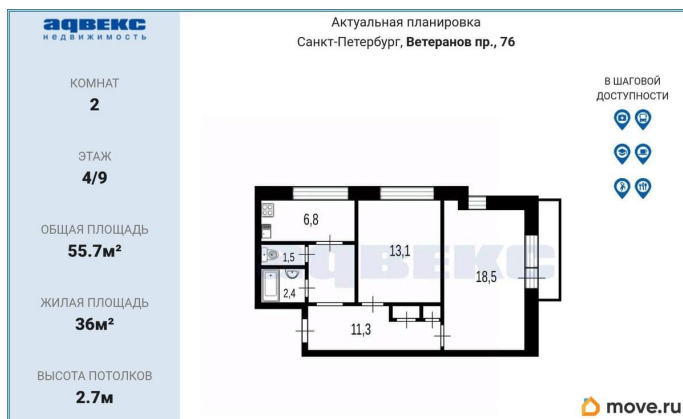 адвекс
недвижимость
КОМНАТ
2
ЭТАЖ
4/9
ОБЩАЯ ПЛОЩАДЬ
55.7м²
ЖИЛАЯ ПЛОЩАДЬ
36м²
ВЫСОТА ПОТОЛКОВ
2.7м
Актуальная планировка
Санкт-Петербург, Ветеранов пр., 76
В ШАГОВОЙ
ДОСТУПНОСТИ
6,8
1,5
13,1
2,4
18,5
11,3
адвекс
move.ru